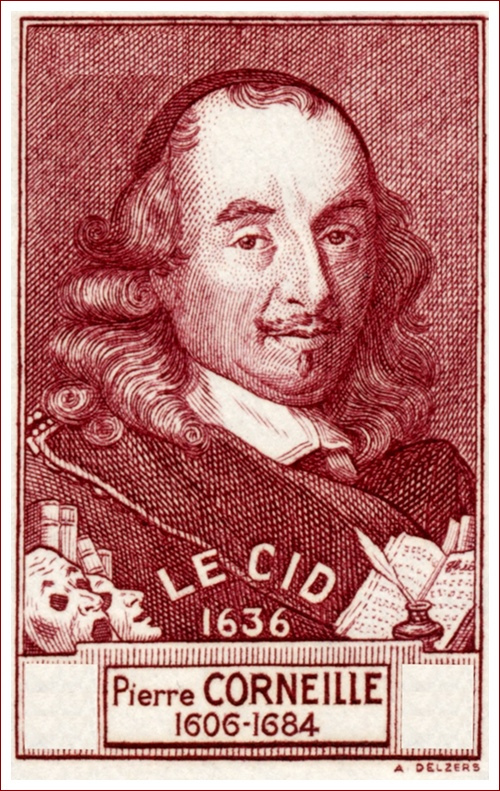 LE CID
1636
Pierre CORNEILLE
1606-1684
A DELZERS